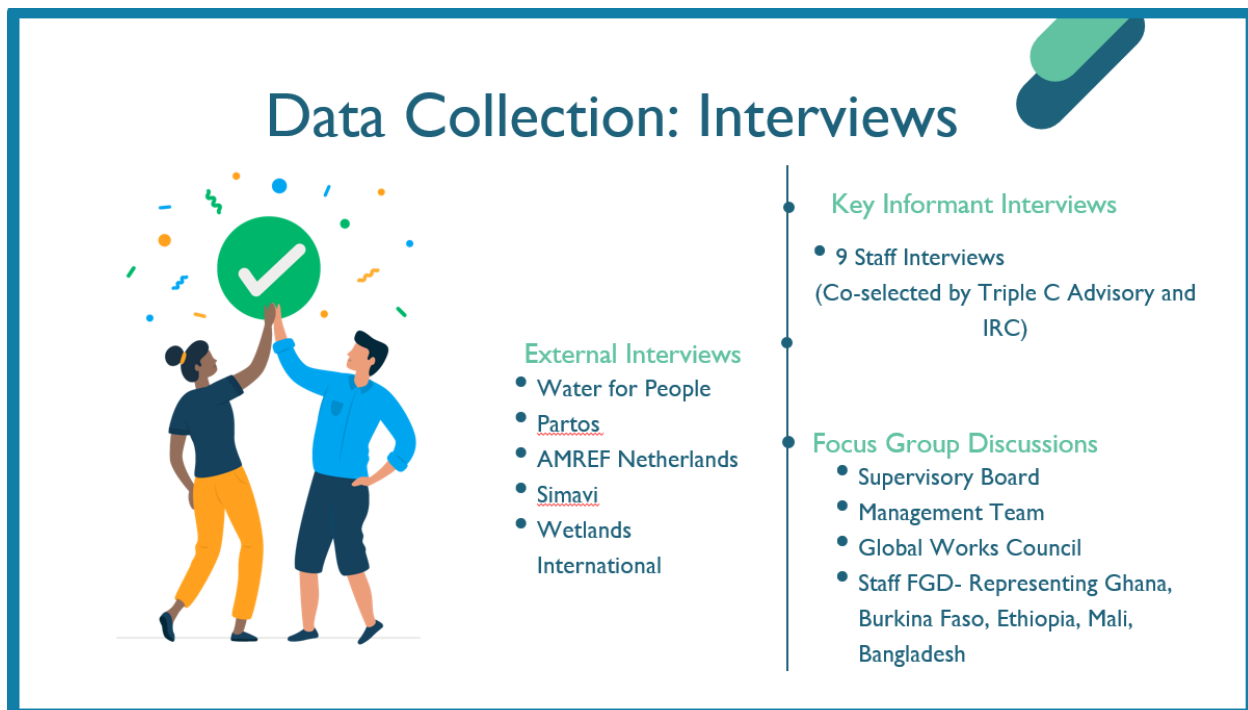 Data Collection: Interviews
External Interviews
Water for People
Partos
AMREF Netherlands
Simavi
Wetlands
International
Key Informant Interviews
9 Staff Interviews
(Co-selected by Triple C Advisory and
IRC)
Focus Group Discussions
Supervisory Board
Management Team
Global Works Council
Staff FGD- Representing Ghana,
Burkina Faso, Ethiopia, Mali,
Bangladesh